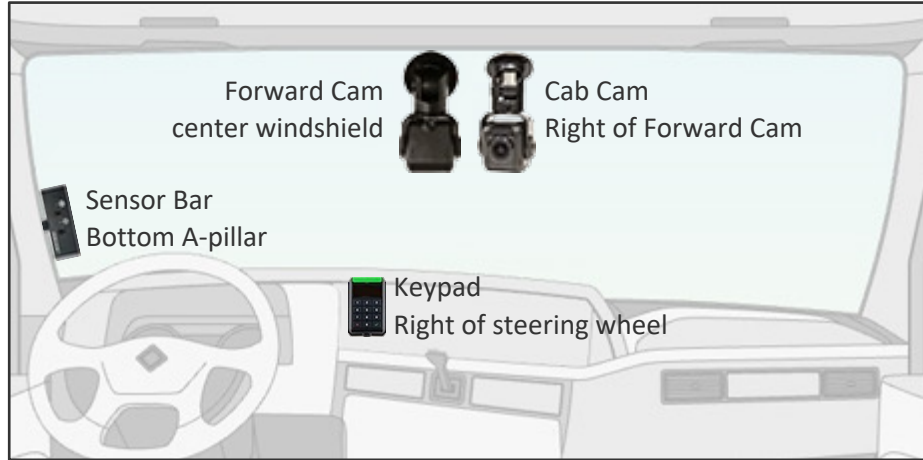 Forward Cam
center windshield
Cab Cam
Right of Forward Cam
Sensor Bar
Bottom A-pillar
Keypad
Right of steering wheel